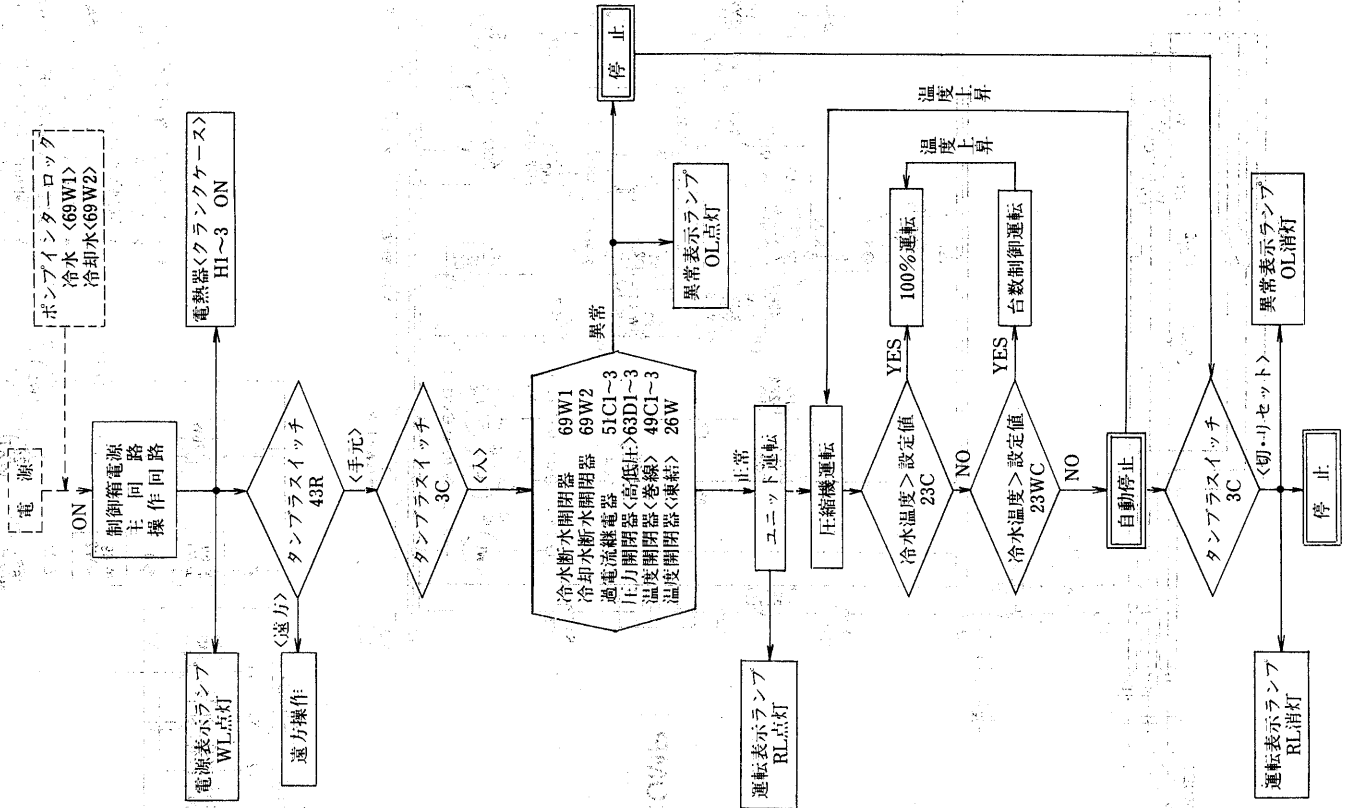 電源
ポンプインターロック
冷水 <69W1>
冷却水<69W2>
ON
制御箱電源
主回路
操作回路
電源表示ランプ
WL点灯
電熱器<クランクケース>
H1~3 ON
タンブラスイッチ
43R
<遠方>
遠方操作
<手元>
タンブラスイッチ
3C
<入>
冷水断水開閉器 69W1
冷却水断水開閉器 69W2
過電流継電器 51C1~3
圧力開閉器<高低圧>63D1~3
温度開閉器<巻線> 49C1~3
温度開閉器<凍結> 26W
異常
停止
異常表示ランプ
OL点灯
正常
ユニット運転
運転表示ランプ
RL点灯
圧縮機運転
冷水温度>設定値
23C
YES
100%運転
NO
温度上昇
冷水温度>設定値
23WC
YES
台数制御運転
NO
温度上昇
自動停止
タンブラスイッチ
3C
<切・リセット>
運転表示ランプ
RL消灯
異常表示ランプ
OL消灯
停止